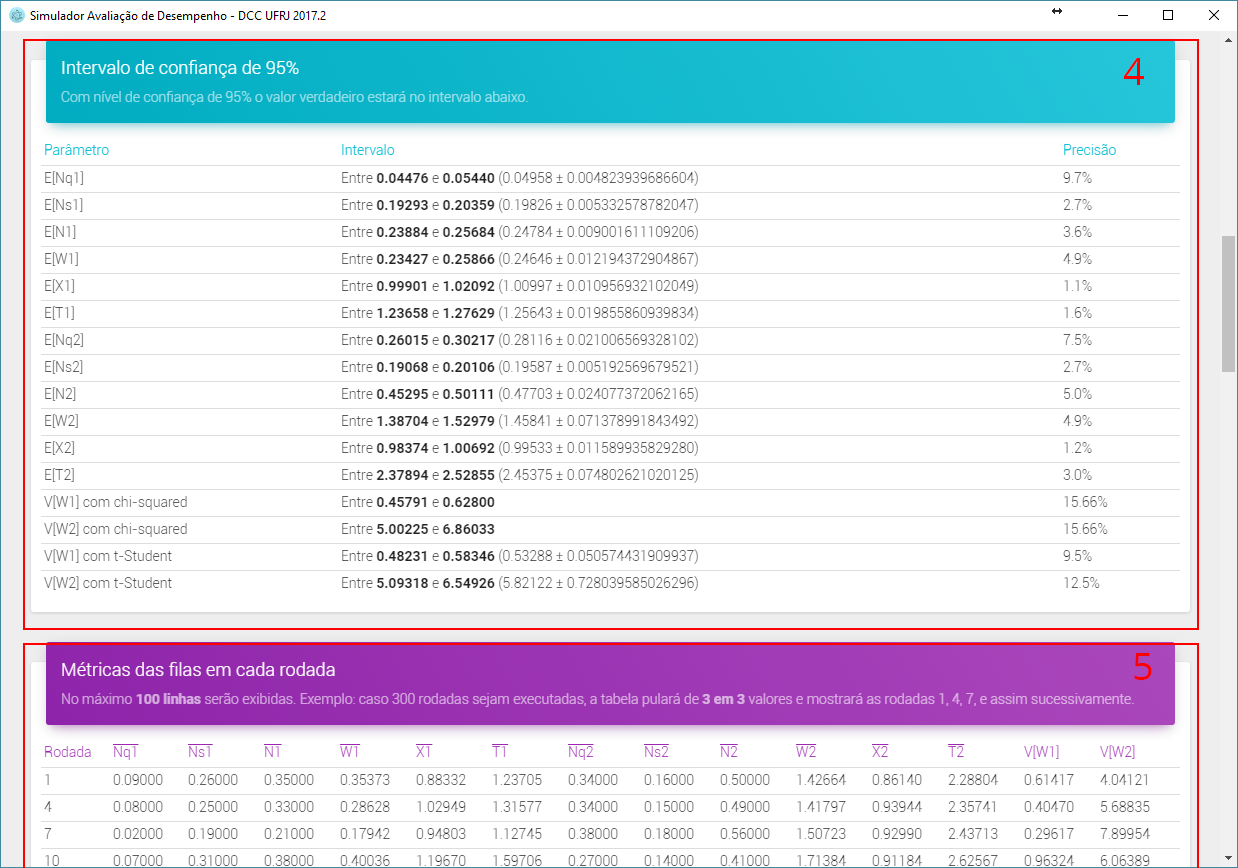 Simulador Avaliação de Desempenho - DCC UFRJ 2017.2
Intervalo de confiança de 95%
4
Com nível de confiança de 95% o valor verdadeiro estará no intervalo abaixo.
Parâmetro Intervalo Precisão
E[Nq1] Entre 0.04476 e 0.05440 (0.04958 ± 0.004823939686604) 9.7%
E[Ns1] Entre 0.19293 e 0.20359 (0.19826 ± 0.005332578782047) 2.7%
E[N1] Entre 0.23884 e 0.25684 (0.24784 ± 0.009001611109206) 3.6%
E[W1] Entre 0.23427 e 0.25866 (0.24646 ± 0.012194372904867) 4.9%
E[X1] Entre 0.99901 e 1.02092 (1.00997 ± 0.010956932102049) 1.1%
E[T1] Entre 1.23658 e 1.27629 (1.25643 ± 0.019855860939834) 1.6%
E[Nq2] Entre 0.26015 e 0.30217 (0.28116 ± 0.021006569328102) 7.5%
E[Ns2] Entre 0.19068 e 0.20106 (0.19587 ± 0.005192569679521) 2.7%
E[N2] Entre 0.45295 e 0.50111 (0.47703 ± 0.024077372062165) 5.0%
E[W2] Entre 1.38704 e 1.52979 (1.45841 ± 0.071378991843492) 4.9%
E[X2] Entre 0.98374 e 1.00692 (0.99533 ± 0.011589935829280) 1.2%
E[T2] Entre 2.37894 e 2.52855 (2.45375 ± 0.074802621020125) 3.0%
V[W1] com chi-squared Entre 0.45791 e 0.62800 15.66%
V[W2] com chi-squared Entre 5.00225 e 6.86033 15.66%
V[W1] com t-Student Entre 0.48231 e 0.58346 (0.53288 ± 0.050574431909937) 9.5%
V[W2] com t-Student Entre 5.09318 e 6.54926 (5.82122 ± 0.728039585026296) 12.5%
Métricas das filas em cada rodada
5
No máximo 100 linhas serão exibidas. Exemplo: caso 300 rodadas sejam executadas, a tabela pulará de 3 em 3 valores e mostrará as rodadas 1, 4, 7, e assim sucessivamente.
Rodada Nq1 Ns1 N1 W1 X1 T1 Nq2 Ns2 N2 W2 X2 T2 V[W1] V[W2]
1 0.09000 0.26000 0.35000 0.35373 0.88332 1.23705 0.34000 0.16000 0.50000 1.42664 0.86140 2.28804 0.61417 4.04121
4 0.08000 0.25000 0.33000 0.28628 1.02949 1.31577 0.34000 0.15000 0.49000 1.41797 0.93944 2.35741 0.40470 5.68835
7 0.02000 0.19000 0.21000 0.17942 0.94803 1.12745 0.38000 0.18000 0.56000 1.50723 0.92990 2.43713 0.29617 7.89954
10 0.07000 0.31000 0.38000 0.40036 1.19670 1.59706 0.27000 0.14000 0.41000 1.71384 0.91184 2.62567 0.96324 6.06389